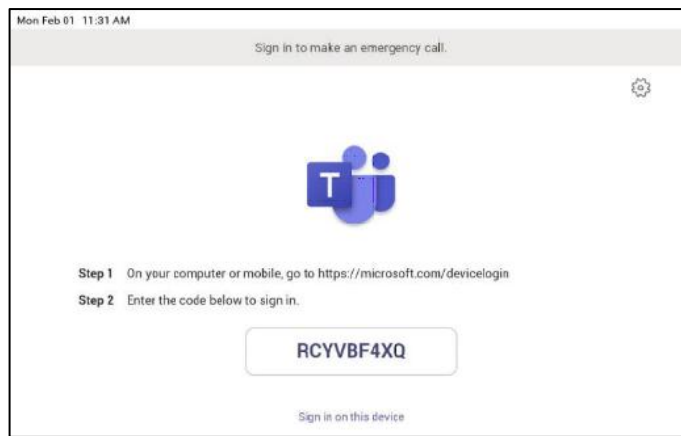 Mon Feb 01 11:31 AM
Sign in to make an emergency call.
T
Step 1 On your computer or mobile, go to https://microsoft.com/devicelogin
Step 2 Enter the code below to sign in.
RCYVBF4XQ
Sign in on this device